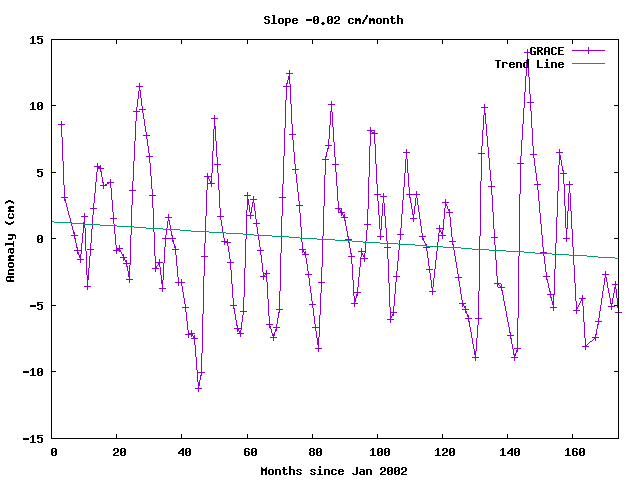 Slope -0.02 cm/month
15
GRACE
Trend Line
10
5
Anomaly (cm)
0
-5
-10
-15
0 20 40 60 80 100 120 140 160
Months since Jan 2002